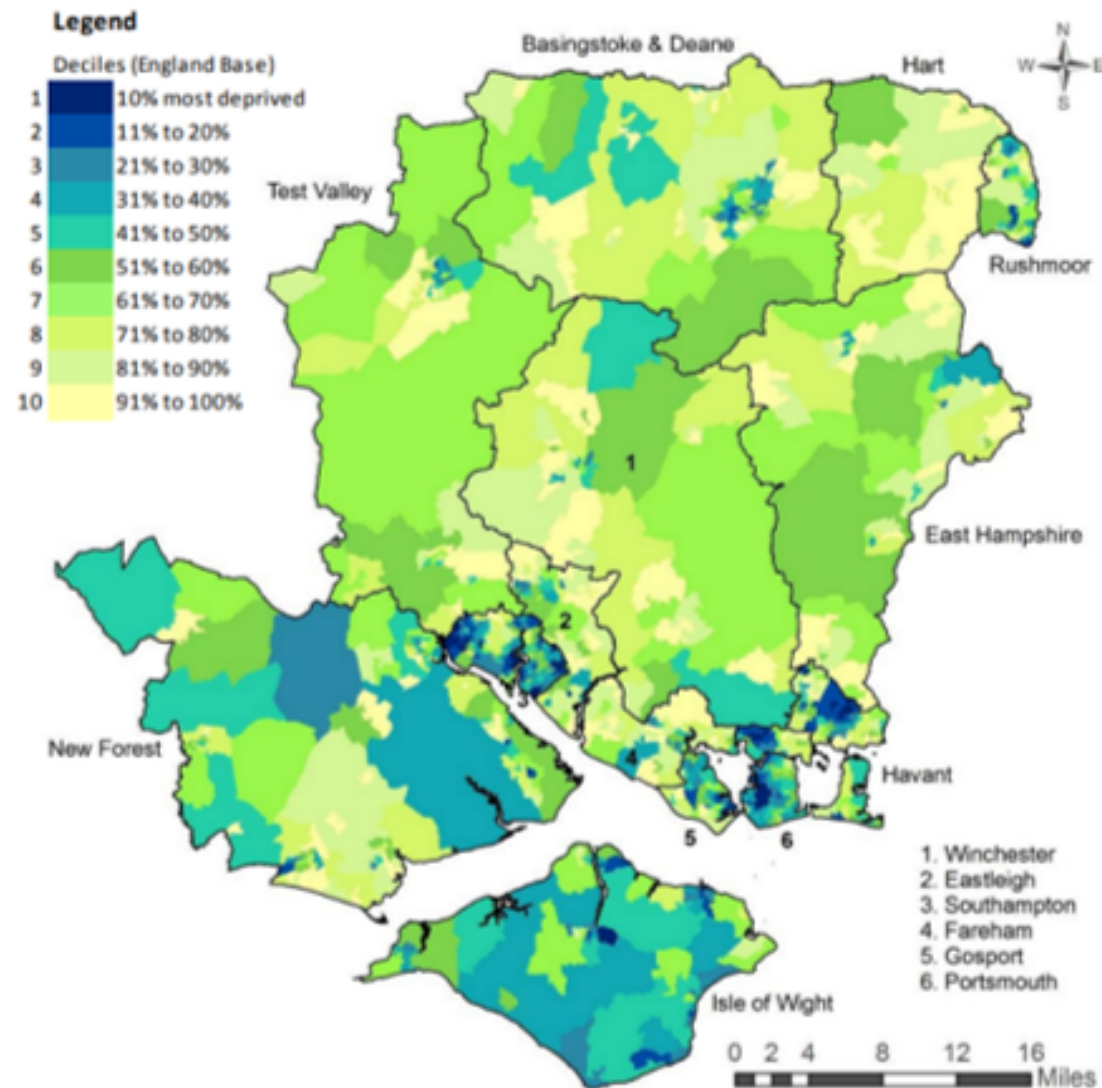 Legend
Deciles (England Base)
1 10% most deprived
2 11% to 20%
3 21% to 30%
4 31% to 40%
5 41% to 50%
6 51% to 60%
7 61% to 70%
8 71% to 80%
9 81% to 90%
10 91% to 100%
Basingstoke & Deane
Hart
N
W E
S
Test Valley
Rushmoor
1
East Hampshire
2
3
New Forest
4
Havant
5
6
1. Winchester
2. Eastleigh
3. Southampton
4. Fareham
5. Gosport
6. Portsmouth
Isle of Wight
0 2 4 8 12 16
Miles